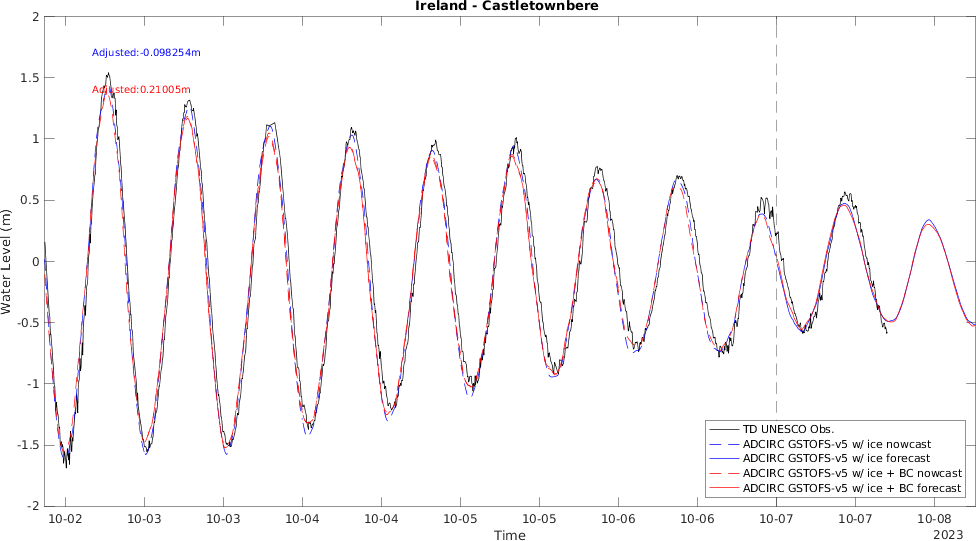 Ireland - Castletownbere
Adjusted:-0.098254m
Adjusted:0.21005m
Water Level (m)
2
1.5
1
0.5
0
-0.5
-1
-1.5
-2
TD UNESCO Obs.
ADCIRC GSTOFS-v5 w/ ice nowcast
ADCIRC GSTOFS-v5 w/ ice forecast
ADCIRC GSTOFS-v5 w/ ice + BC nowcast
ADCIRC GSTOFS-v5 w/ ice + BC forecast
10-02 10-03 10-03 10-04 10-04 10-05 10-05 10-06 10-06 10-07 10-07 10-08
Time
2023